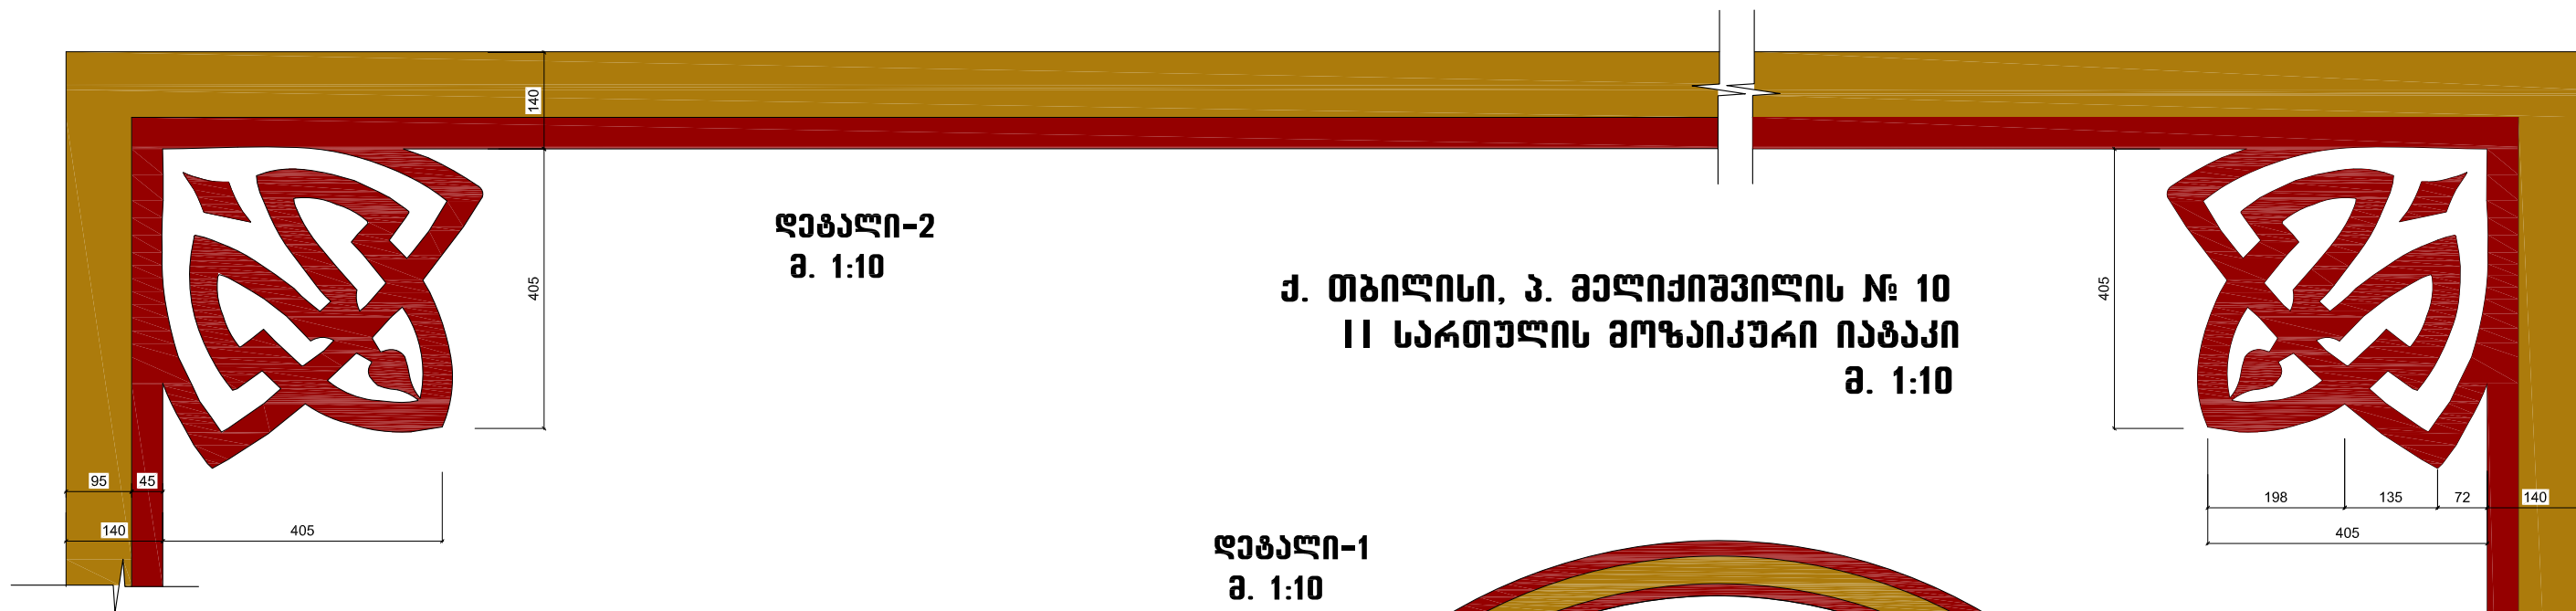 140
დეტალი-2
მ. 1:10
405
ქ. თბილისი, პ. მელიქიშვილის № 10
II სართულის მოზაიკური იატაკი
მ. 1:10
405
95 45
140 405
198 135 72 140
405
დეტალი-1
მ. 1:10